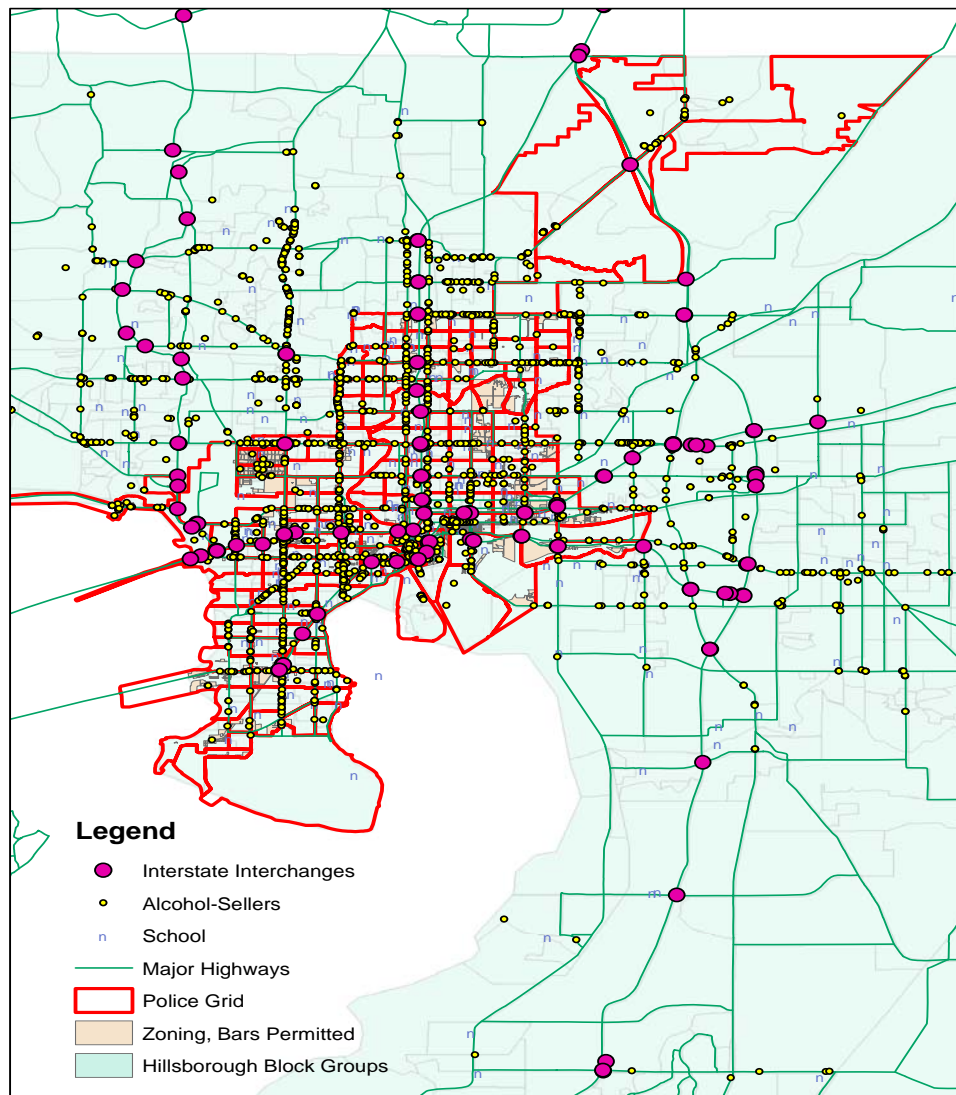 Legend
Interstate Interchanges
Alcohol-Sellers
n School
Major Highways
Police Grid
Zoning, Bars Permitted
Hillsborough Block Groups